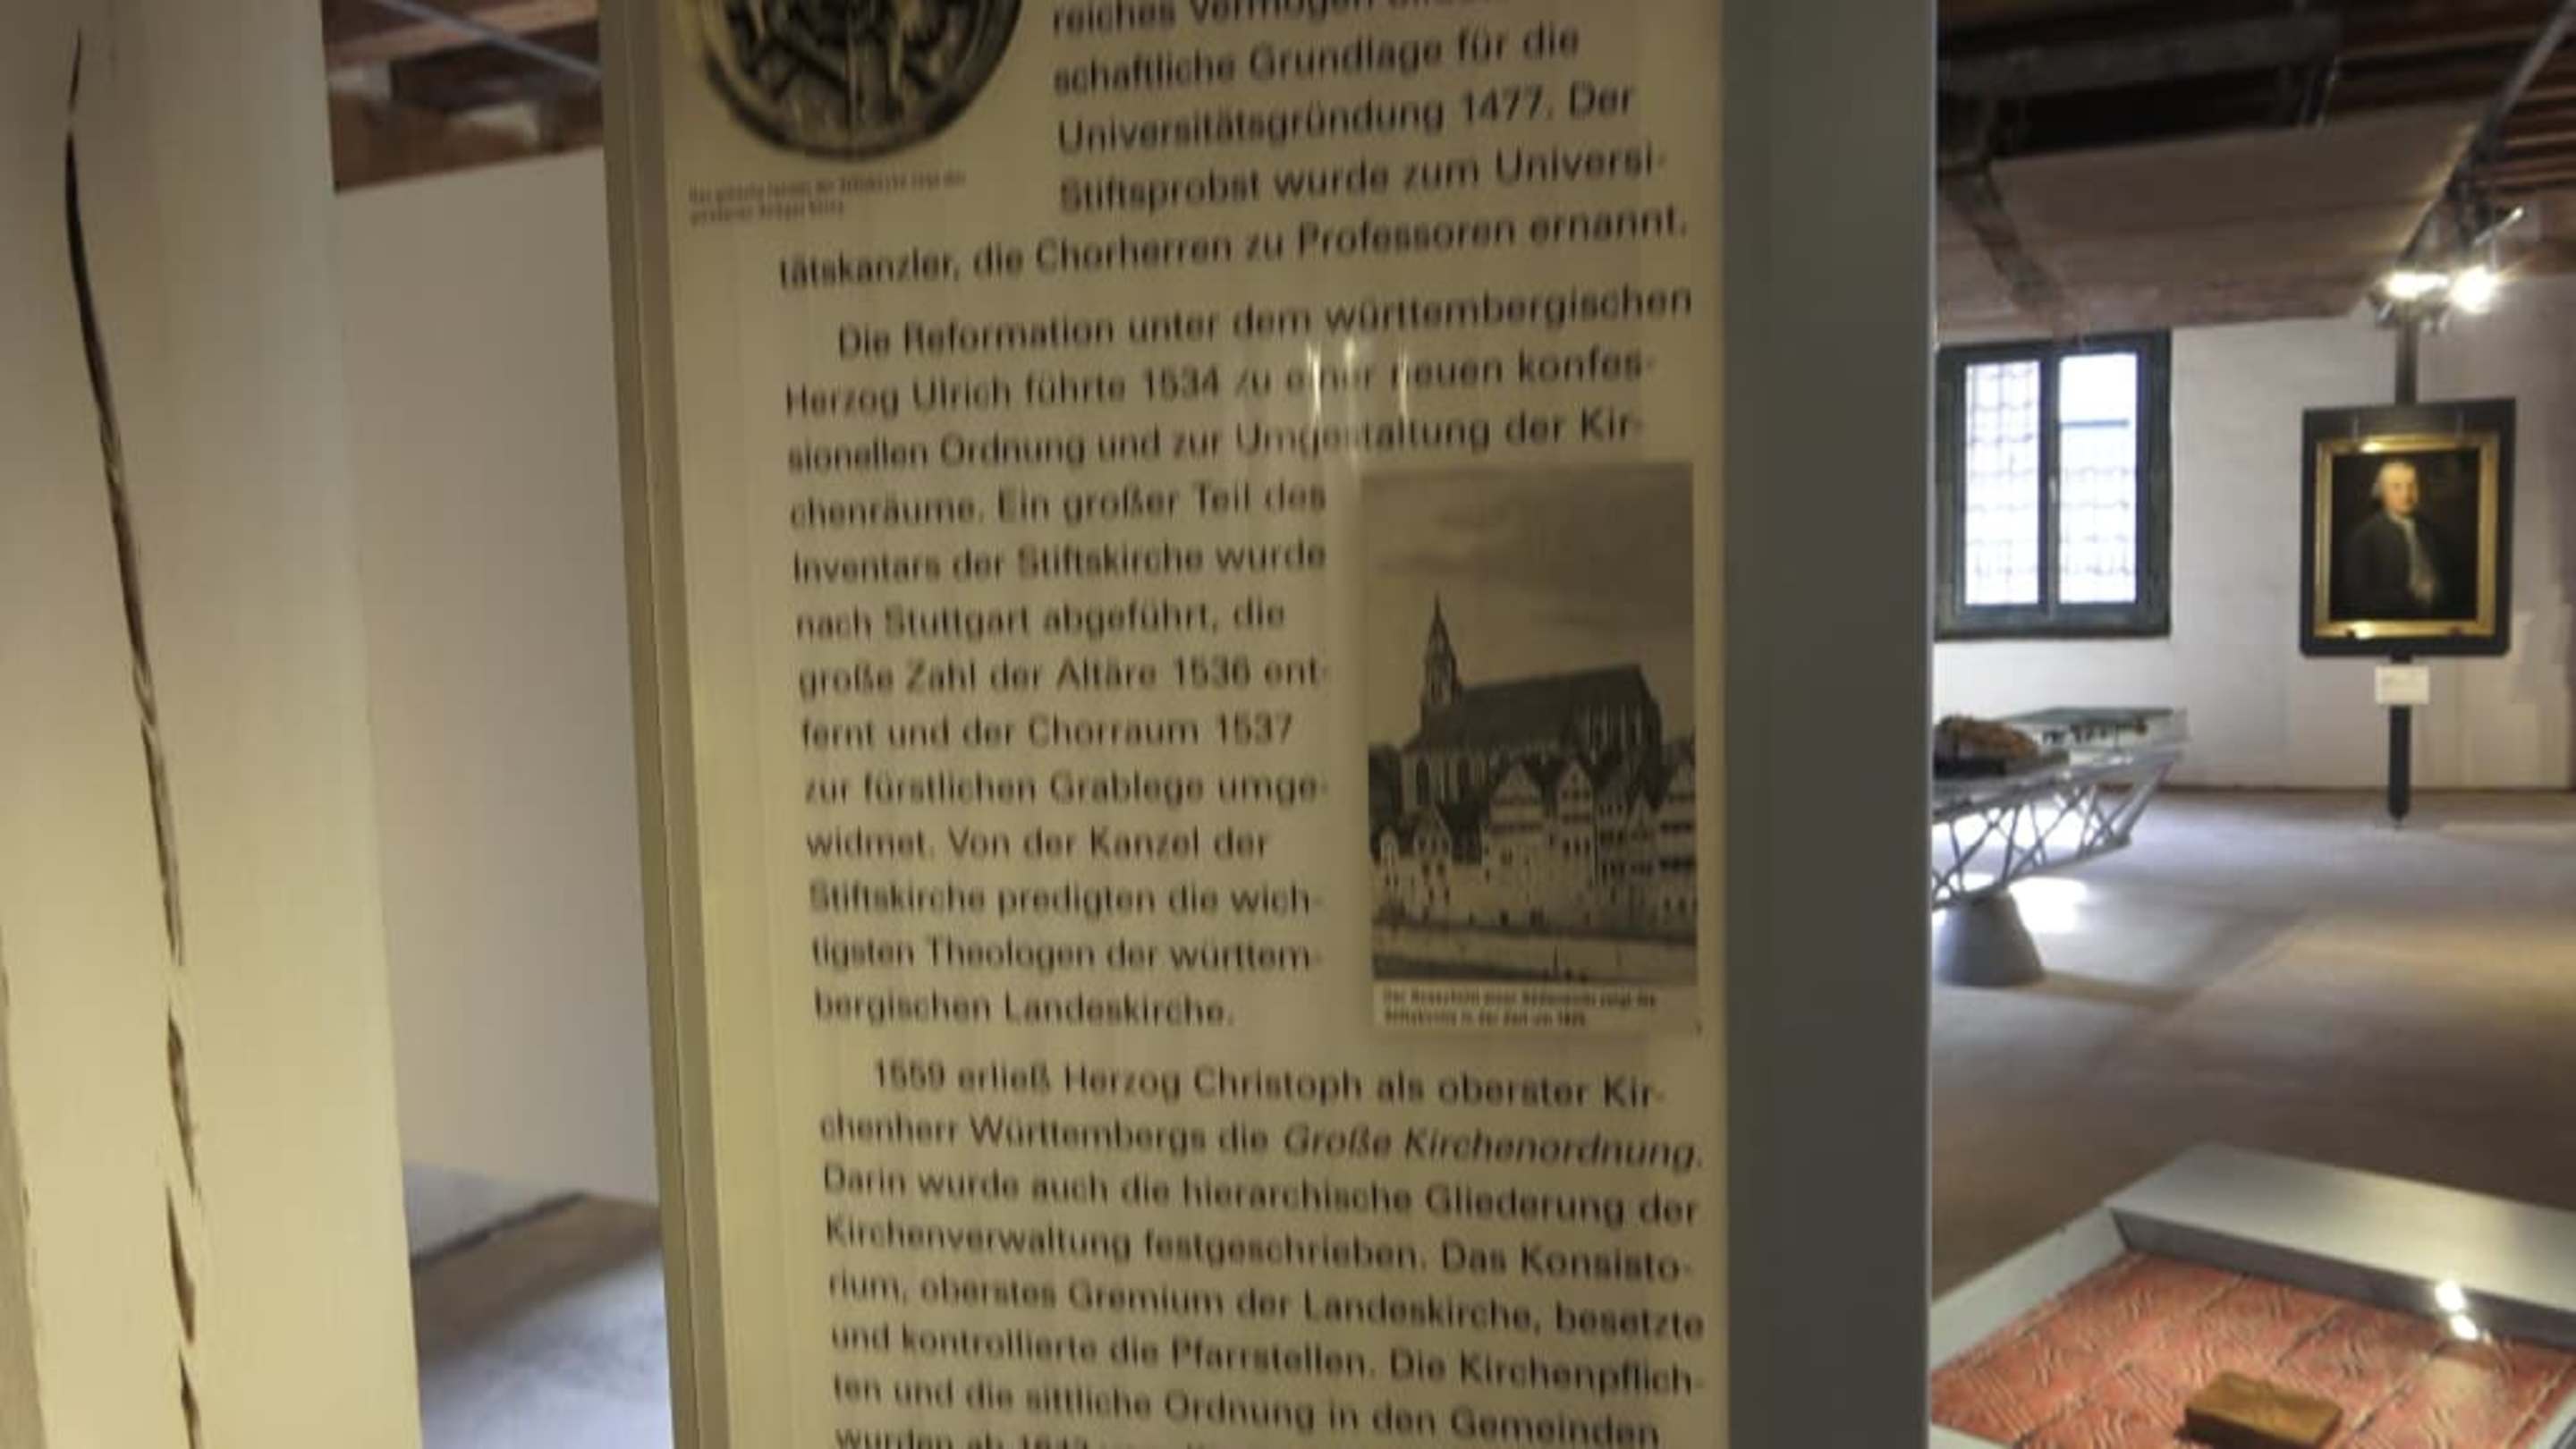 reiches Vermögen
schaftliche Grundlage für die
Universitätsgründung 1477. Der
Stiftsprobst wurde zum Universi-
tätskanzler, die Chorherren zu Professoren ernannt.
Die Reformation unter dem württembergischen
Herzog Ulrich führte 1534 zu einer neuen konfes-
sionellen Ordnung und zur Umgestaltung der Kir-
chenräume. Ein großer Teil des
Inventars der Stiftskirche wurde
nach Stuttgart abgeführt, die
große Zahl der Altäre 1536 ent-
fernt und der Chorraum 1537
zur fürstlichen Grablege umge-
widmet. Von der Kanzel der
Stiftskirche predigten die wich-
tigsten Theologen der württem-
bergischen Landeskirche.
1559 erließ Herzog Christoph als oberster Kir-
chenherr Württembergs die Große Kirchenordnung.
Darin wurde auch die hierarchische Gliederung der
Kirchenverwaltung festgeschrieben. Das Konsisto-
rium, oberstes Gremium der Landeskirche, besetzte
und kontrollierte die Pfarrstellen. Die Kirchenpflich-
ten und die sittliche Ordnung in den Gemeinden
wurden ab